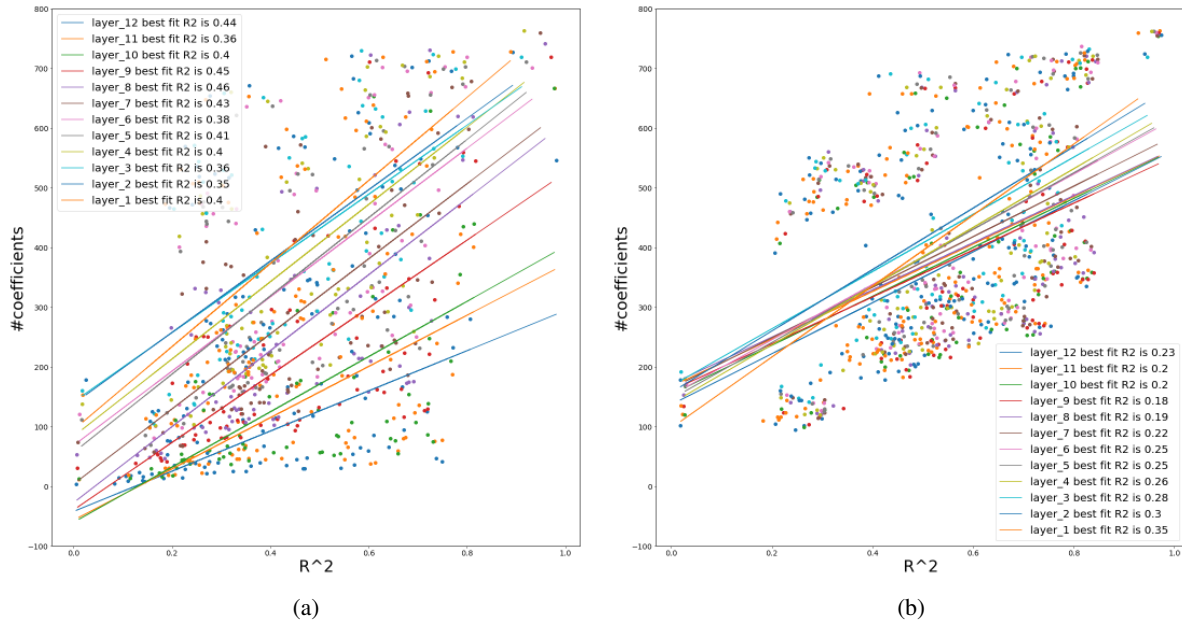 800
700
600
500
400
300
200
100
0
−100
#coefficients
layer_12 best fit R2 is 0.44
layer_11 best fit R2 is 0.36
layer_10 best fit R2 is 0.4
layer_9 best fit R2 is 0.45
layer_8 best fit R2 is 0.46
layer_7 best fit R2 is 0.43
layer_6 best fit R2 is 0.38
layer_5 best fit R2 is 0.41
layer_4 best fit R2 is 0.4
layer_3 best fit R2 is 0.36
layer_2 best fit R2 is 0.35
layer_1 best fit R2 is 0.4
0.0 0.2 0.4 0.6 0.8 1.0
R^2
(a)
800
700
600
500
400
300
200
100
0
−100
#coefficients
layer_12 best fit R2 is 0.23
layer_11 best fit R2 is 0.2
layer_10 best fit R2 is 0.2
layer_9 best fit R2 is 0.18
layer_8 best fit R2 is 0.19
layer_7 best fit R2 is 0.22
layer_6 best fit R2 is 0.25
layer_5 best fit R2 is 0.25
layer_4 best fit R2 is 0.26
layer_3 best fit R2 is 0.28
layer_2 best fit R2 is 0.3
layer_1 best fit R2 is 0.35
0.0 0.2 0.4 0.6 0.8 1.0
R^2
(b)